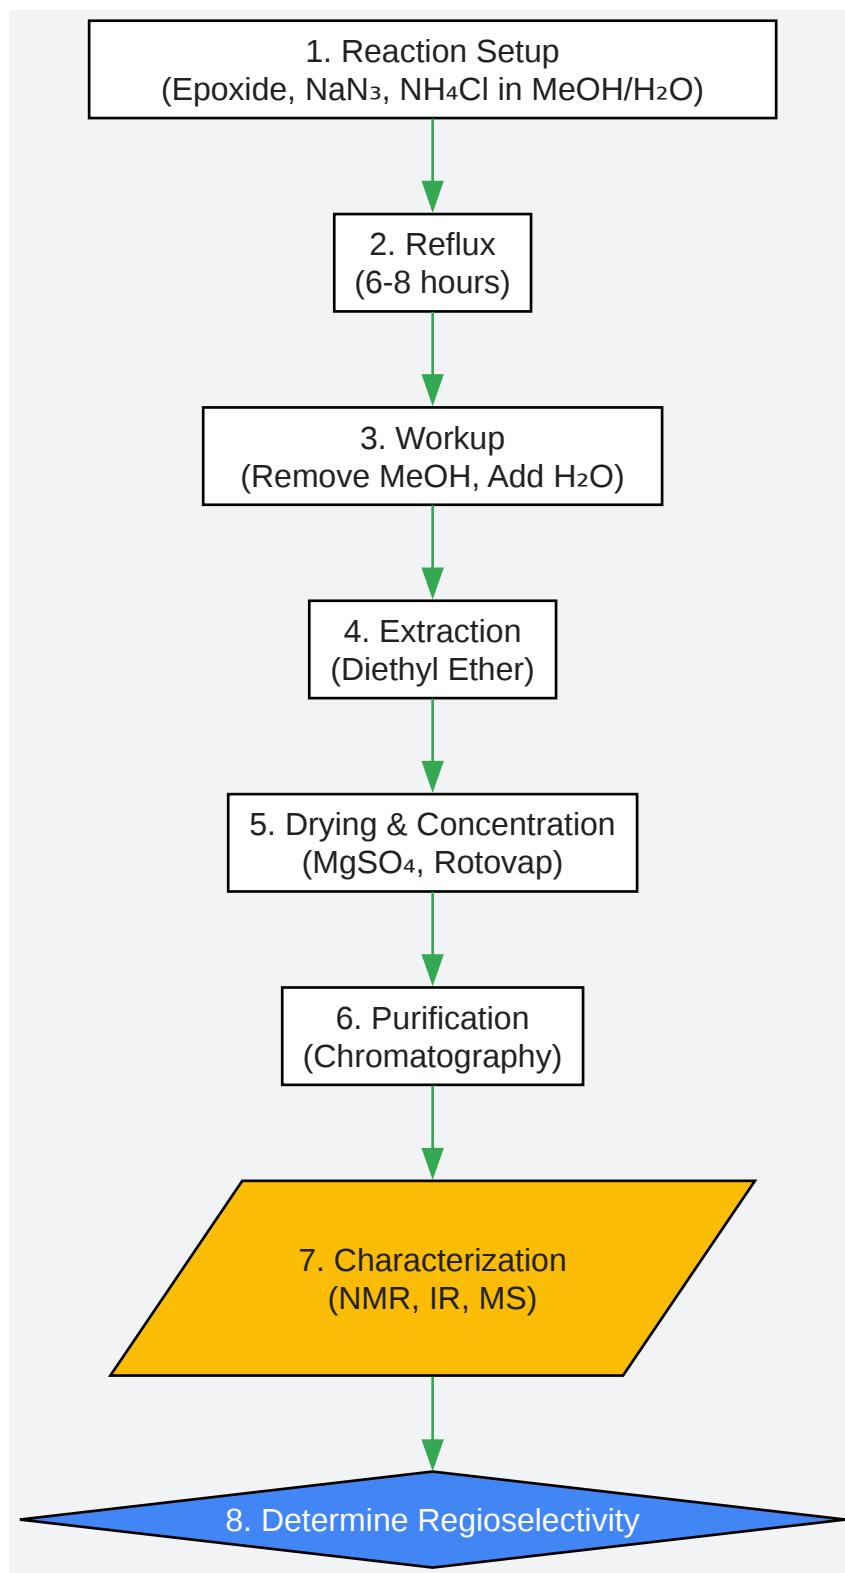 1. Reaction Setup
(Epoxide, NaN₃, NH₄Cl in MeOH/H₂O)
2. Reflux
(6-8 hours)
3. Workup
(Remove MeOH, Add H₂O)
4. Extraction
(Diethyl Ether)
5. Drying & Concentration
(MgSO₄, Rotovap)
6. Purification
(Chromatography)
7. Characterization
(NMR, IR, MS)
8. Determine Regioselectivity